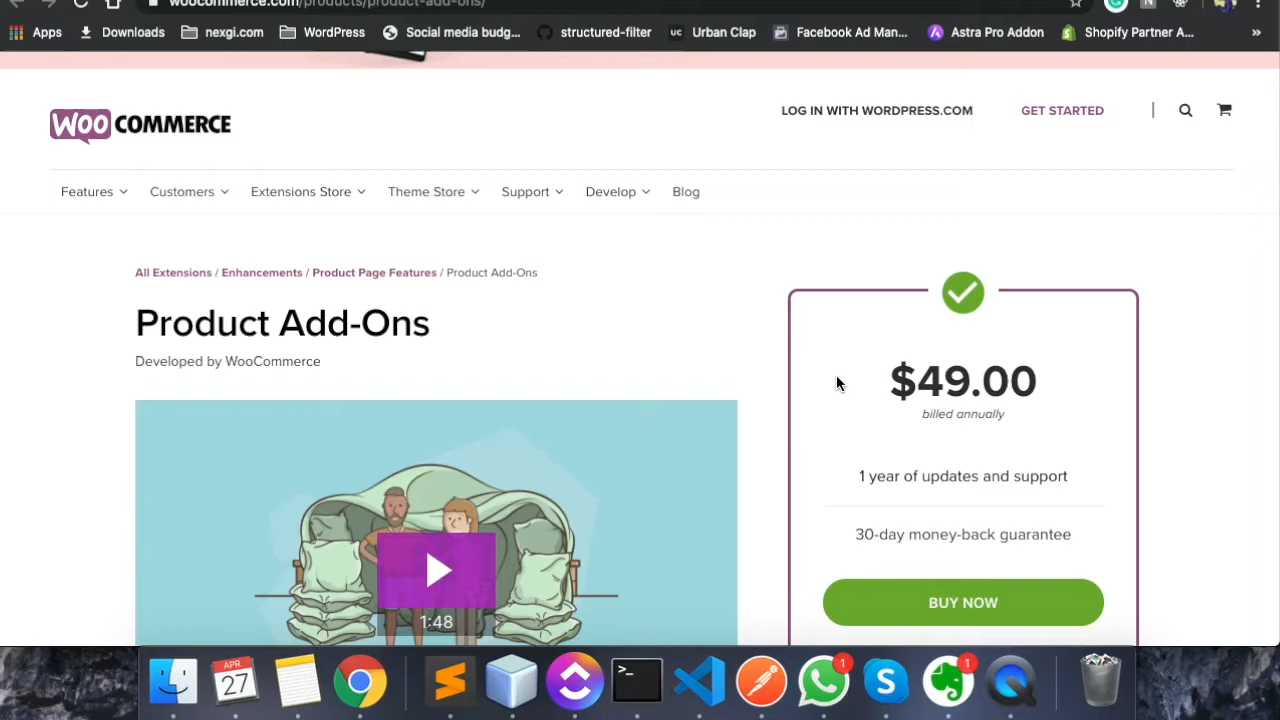 woocommerce.com/products/product-add-ons/
Apps
Downloads
nexgi.com
WordPress
Social media budg...
structured-filter
UC Urban Clap
Facebook Ad Man...
Astra Pro Addon
Shopify Partner A...
»
WOO COMMERCE
LOG IN WITH WORDPRESS.COM
GET STARTED
Features
Customers
Extensions Store
Theme Store
Support
Develop
Blog
All Extensions / Enhancements / Product Page Features / Product Add-Ons
Product Add-Ons
Developed by WooCommerce
$49.00
billed annually
1 year of updates and support
30-day money-back guarantee
BUY NOW
1:48
APR
27
1
1